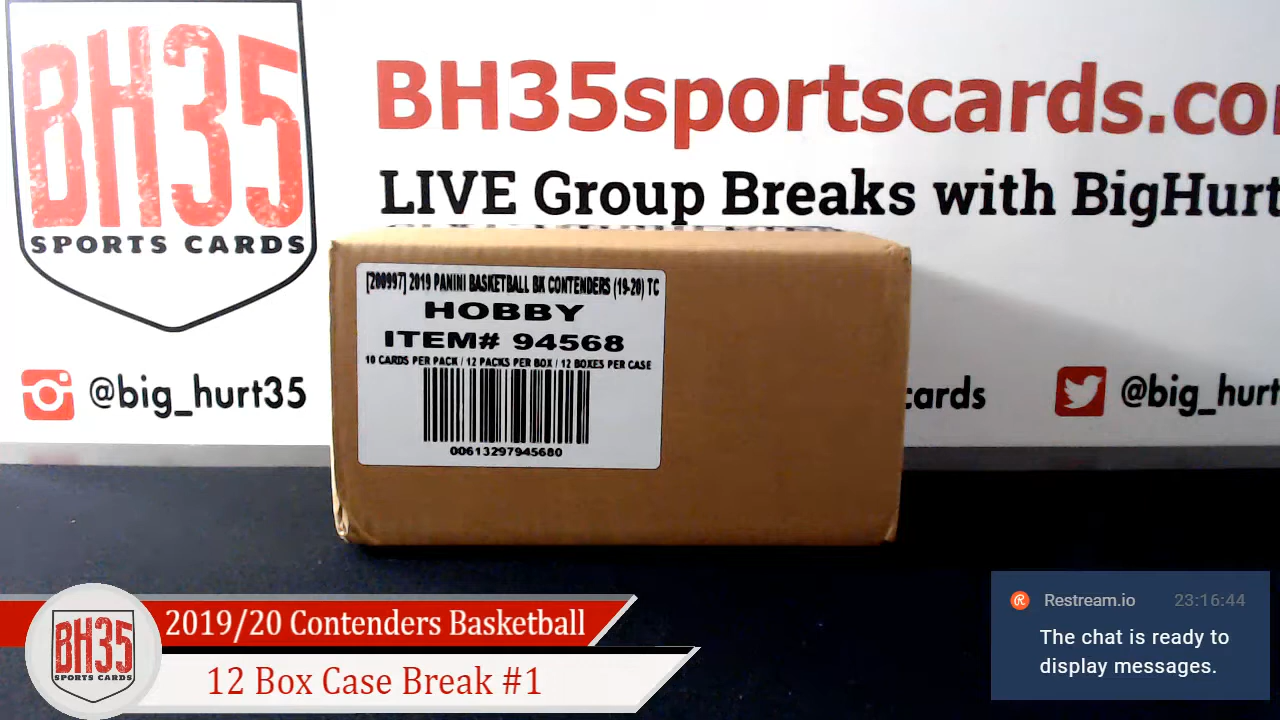 BH35
SPORTS CARDS
BH35sportscards.co
LIVE Group Breaks with BigHurt
[200997] 2019 PANINI BASKETBALL BK CONTENDERS (19-20) TC
HOBBY
ITEM# 94568
10 CARDS PER PACK / 12 PACKS PER BOX / 12 BOXES PER CASE
00613297945680
@big_hurt35
cards
@big_hurt
BH35
SPORTS CARDS
2019/20 Contenders Basketball
12 Box Case Break #1
Restream.io 23:16:44
The chat is ready to
display messages.